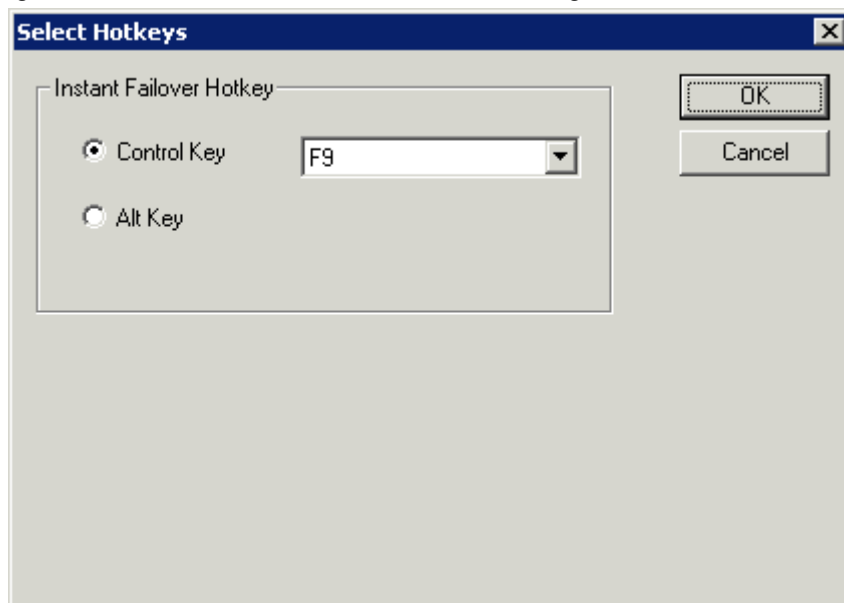 Select Hotkeys
Instant Failover Hotkey
OK
Control Key
F9
Cancel
Alt Key